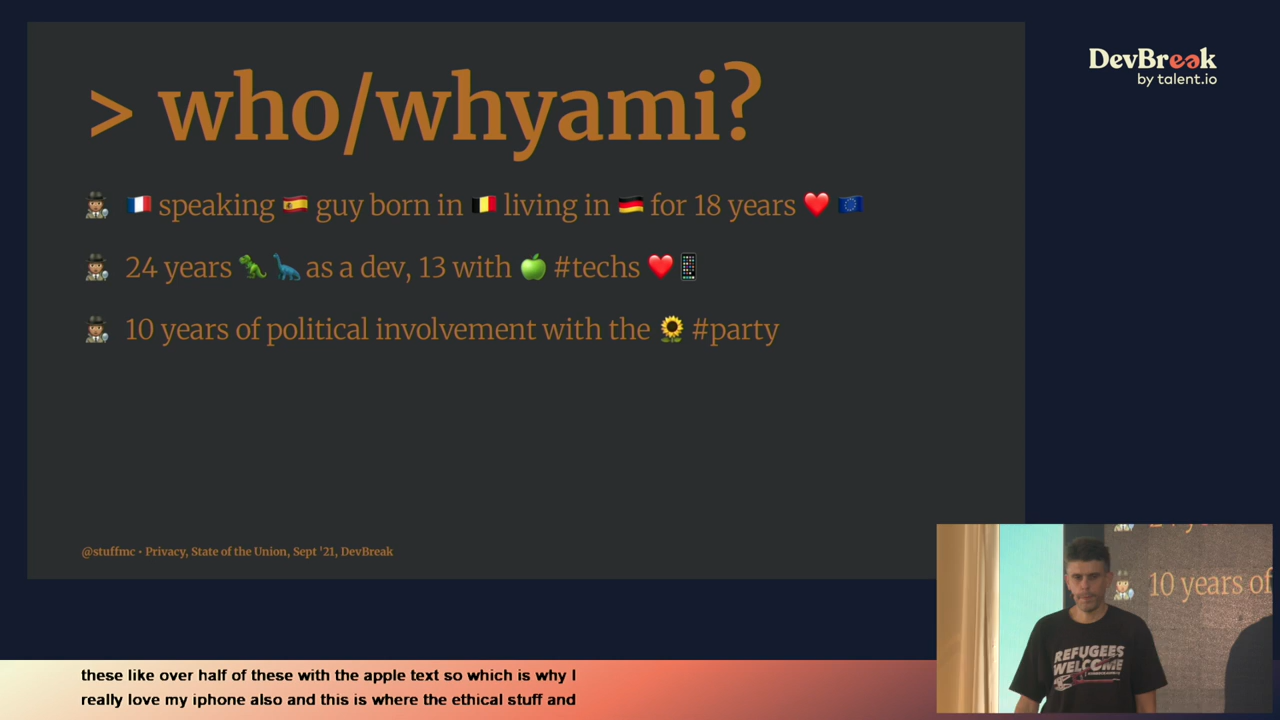 > who/whyami?
🕵🏼 🇫🇷 speaking 🇪🇸 guy born in 🇧🇪 living in 🇩🇪 for 18 years ❤️ 🇪🇺
🕵🏼 24 years 🦖 🦕 as a dev, 13 with 🍏 #techs ❤️📱
🕵🏼 10 years of political involvement with the 🌻 #party
@stuffmc • Privacy, State of the Union, Sept '21, DevBreak
DevBreak
by talent.io
10 years of
REFUGEES
WELCOME
these like over half of these with the apple text so which is why I
really love my iphone also and this is where the ethical stuff and